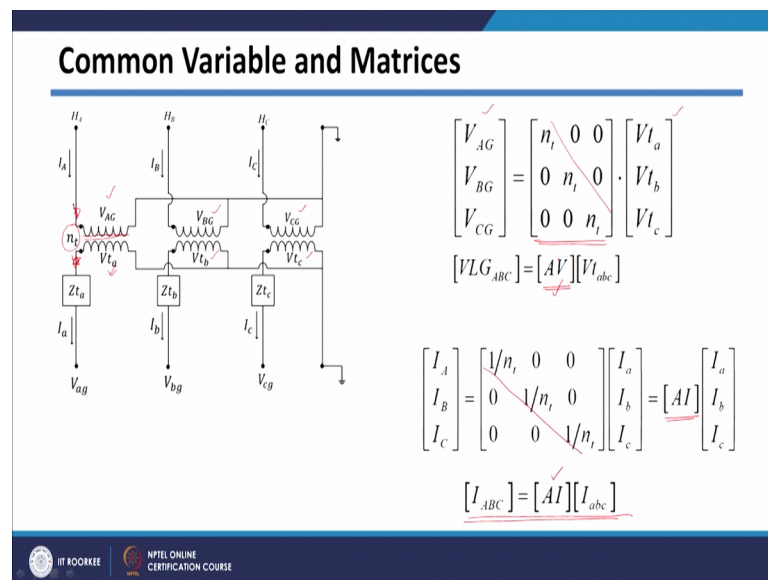 Common Variable and Matrices
H_A H_B H_C
I_A I_B I_C
V_AG V_BG V_CG
n_t
Vt_a Vt_b Vt_c
Zt_a Zt_b Zt_c
I_a I_b I_c
V_ag V_bg V_cg
[V_AG] [n_t 0 0] [Vt_a]
[V_BG] = [0 n_t 0] · [Vt_b]
[V_CG] [0 0 n_t] [Vt_c]
[VLG_ABC]=[AV][Vt_abc]
[I_A] [1/n_t 0 0] [I_a] [I_a]
[I_B] = [0 1/n_t 0] [I_b] = [AI] [I_b]
[I_C] [0 0 1/n_t] [I_c] [I_c]
[I_ABC]=[AI][I_abc]
IIT ROORKEE
NPTEL ONLINE
CERTIFICATION COURSE